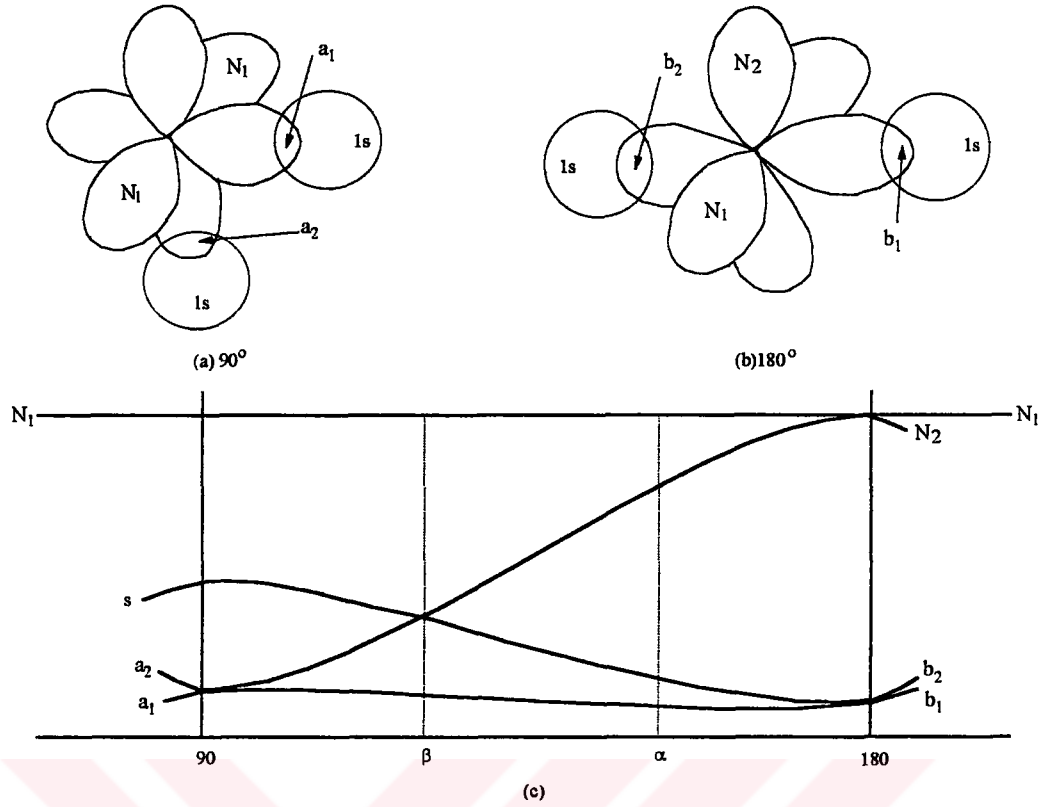 N₁
a₁
1s
N₁
a₂
1s
(a) 90°
b₂
N₂
1s
1s
N₁
b₁
(b)180°
N₁
N₁
N₂
s
a₂
a₁
b₂
b₁
90
β
α
180
(c)